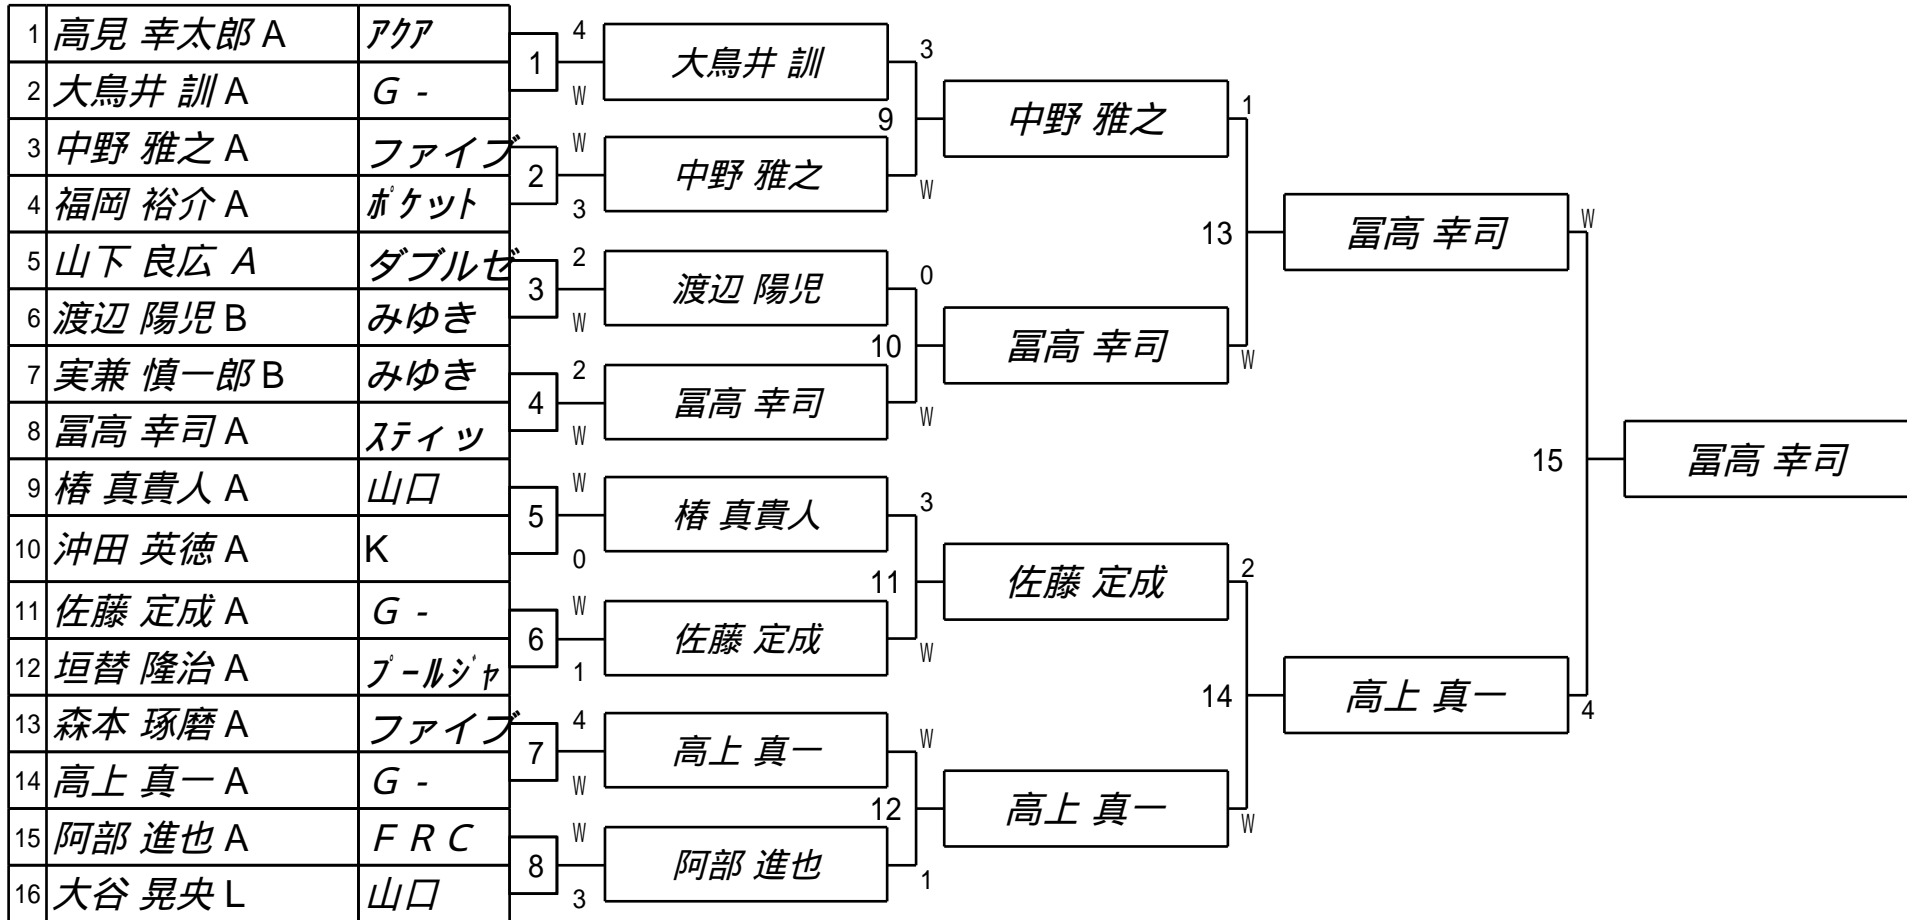 1 高見 幸太郎 A ｱｸｱ
2 大鳥井 訓 A Ｇ -
3 中野 雅之 A ファイブ
4 福岡 裕介 A ﾎﾟｹｯﾄ
5 山下 良広 A ダブルゼ
6 渡辺 陽児 B みゆき
7 実兼 慎一郎 B みゆき
8 冨高 幸司 A ｽﾃｨｯﾂ
9 椿 真貴人 A 山口
10 沖田 英徳 A K
11 佐藤 定成 A Ｇ -
12 垣替 隆治 A ﾌﾟｰﾙｼﾞｬ
13 森本 琢磨 A ファイブ
14 高上 真一 A Ｇ -
15 阿部 進也 A ＦＲＣ
16 大谷 晃央 L 山口
1 4 W
2 W 3
3 2 W
4 2 W
5 W 0
6 W 1
7 4 W
8 W 3
大鳥井 訓 3
9
中野 雅之 W
渡辺 陽児 0
10
冨高 幸司 W
椿 真貴人 3
11
佐藤 定成 W
高上 真一 W
12
阿部 進也 1
中野 雅之 1
13
冨高 幸司 W
佐藤 定成 2
14
高上 真一 W
冨高 幸司 W
15
高上 真一 4
冨高 幸司